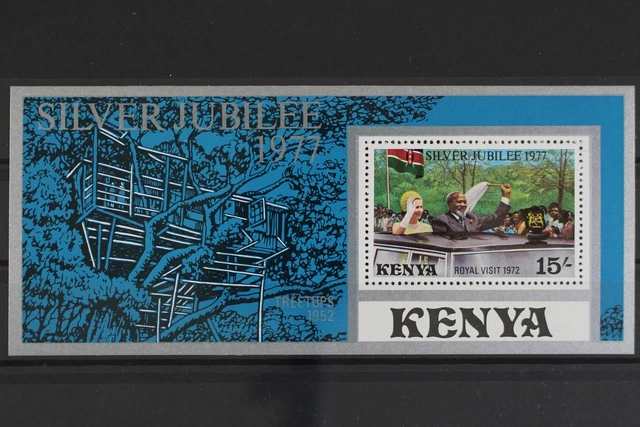 SILVER JUBILEE
1977
TREETOPS
1952
SILVER JUBILEE 1977
KENYA
ROYAL VISIT 1972
15/-
KENYA